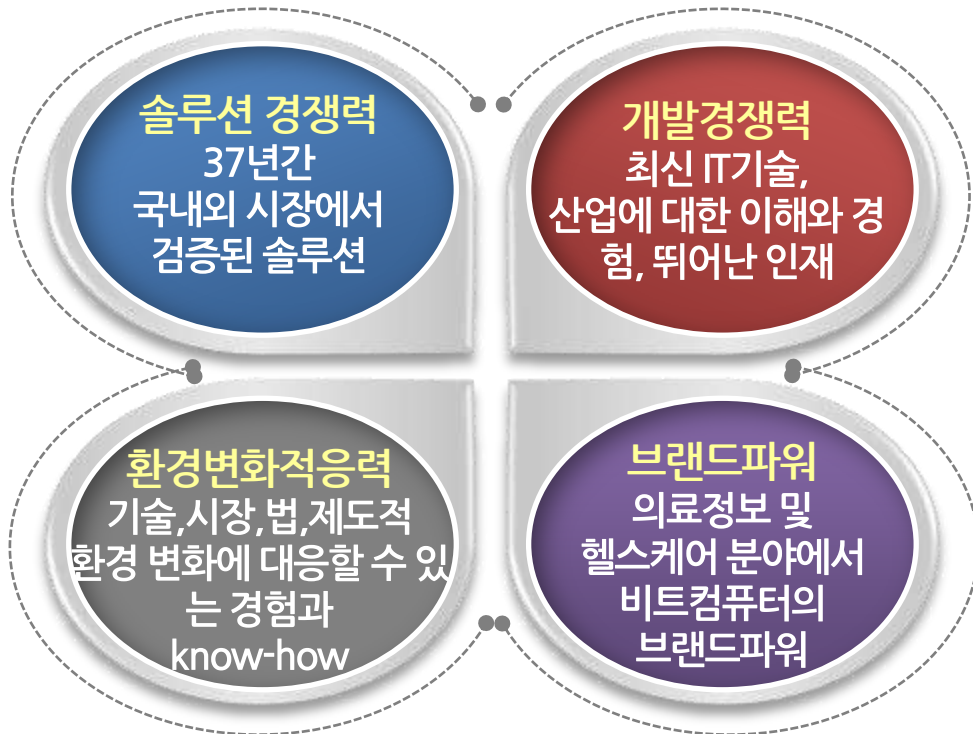 솔루션 경쟁력
37년간
국내외 시장에서
검증된 솔루션
개발경쟁력
최신 IT기술,
산업에 대한 이해와 경
험, 뛰어난 인재
환경변화적응력
기술,시장,법,제도적
환경 변화에 대응할 수 있
는 경험과
know-how
브랜드파워
의료정보 및
헬스케어 분야에서
비트컴퓨터의
브랜드파워